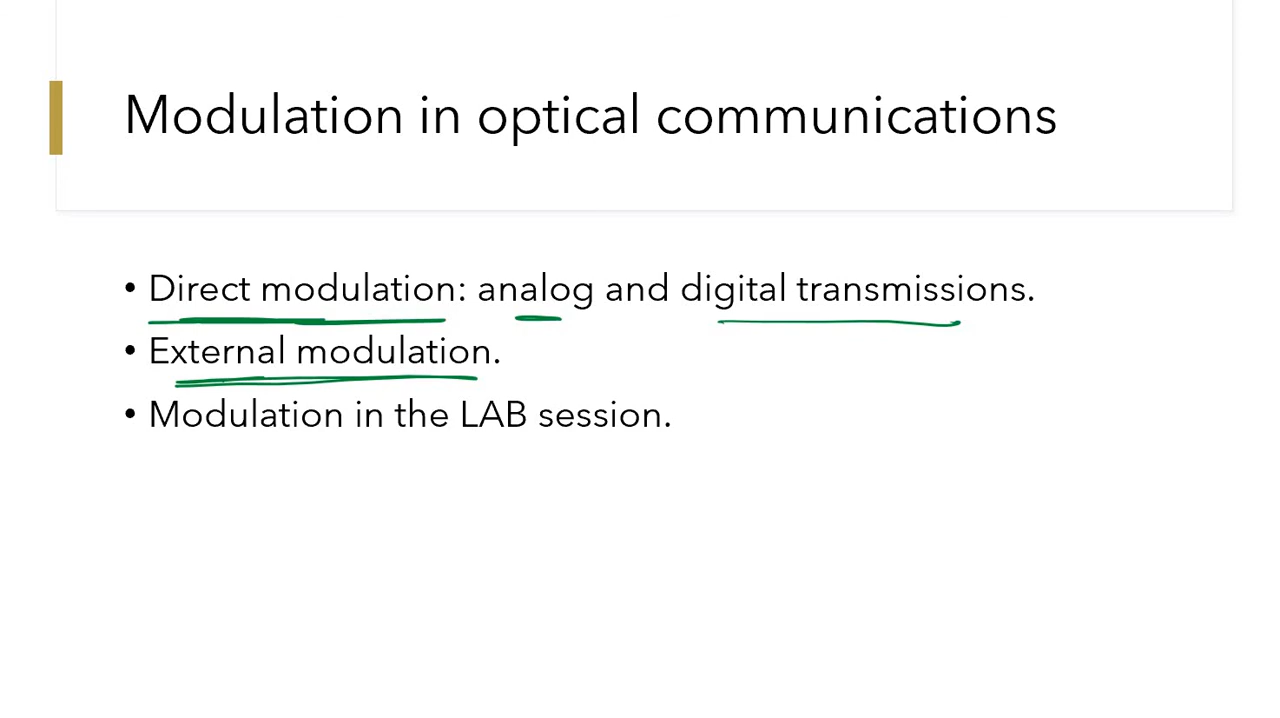 Modulation in optical communications
• Direct modulation: analog and digital transmissions.
• External modulation.
• Modulation in the LAB session.